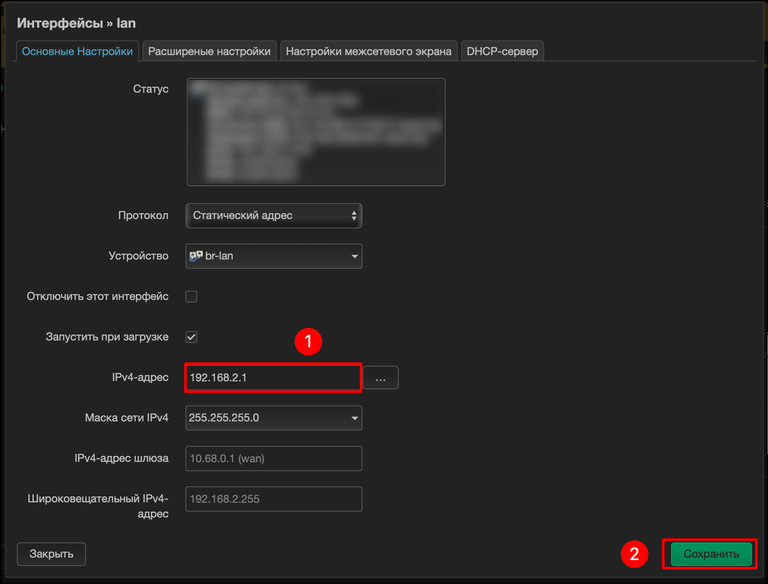 Интерфейсы » lan
Основные Настройки Расширеные настройки Настройки межсетевого экрана DHCP-сервер
Статус
Протокол Статический адрес
Устройство br-lan
Отключить этот интерфейс
Запустить при загрузке
1
IPv4-адрес 192.168.2.1 ...
Маска сети IPv4 255.255.255.0
IPv4-адрес шлюза 10.68.0.1 (wan)
Широковещательный IPv4- 192.168.2.255
адрес
Закрыть 2 Сохранить